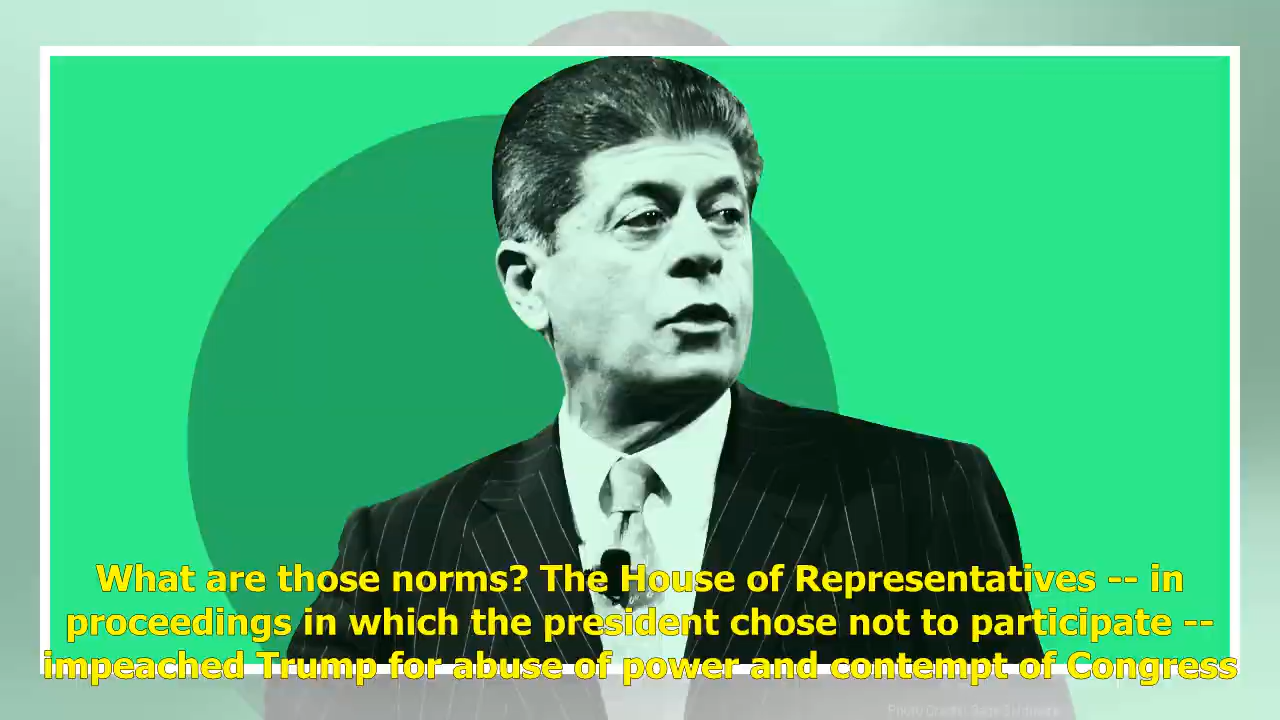 What are those norms? The House of Representatives -- in
proceedings in which the president chose not to participate --
impeached Trump for abuse of power and contempt of Congress